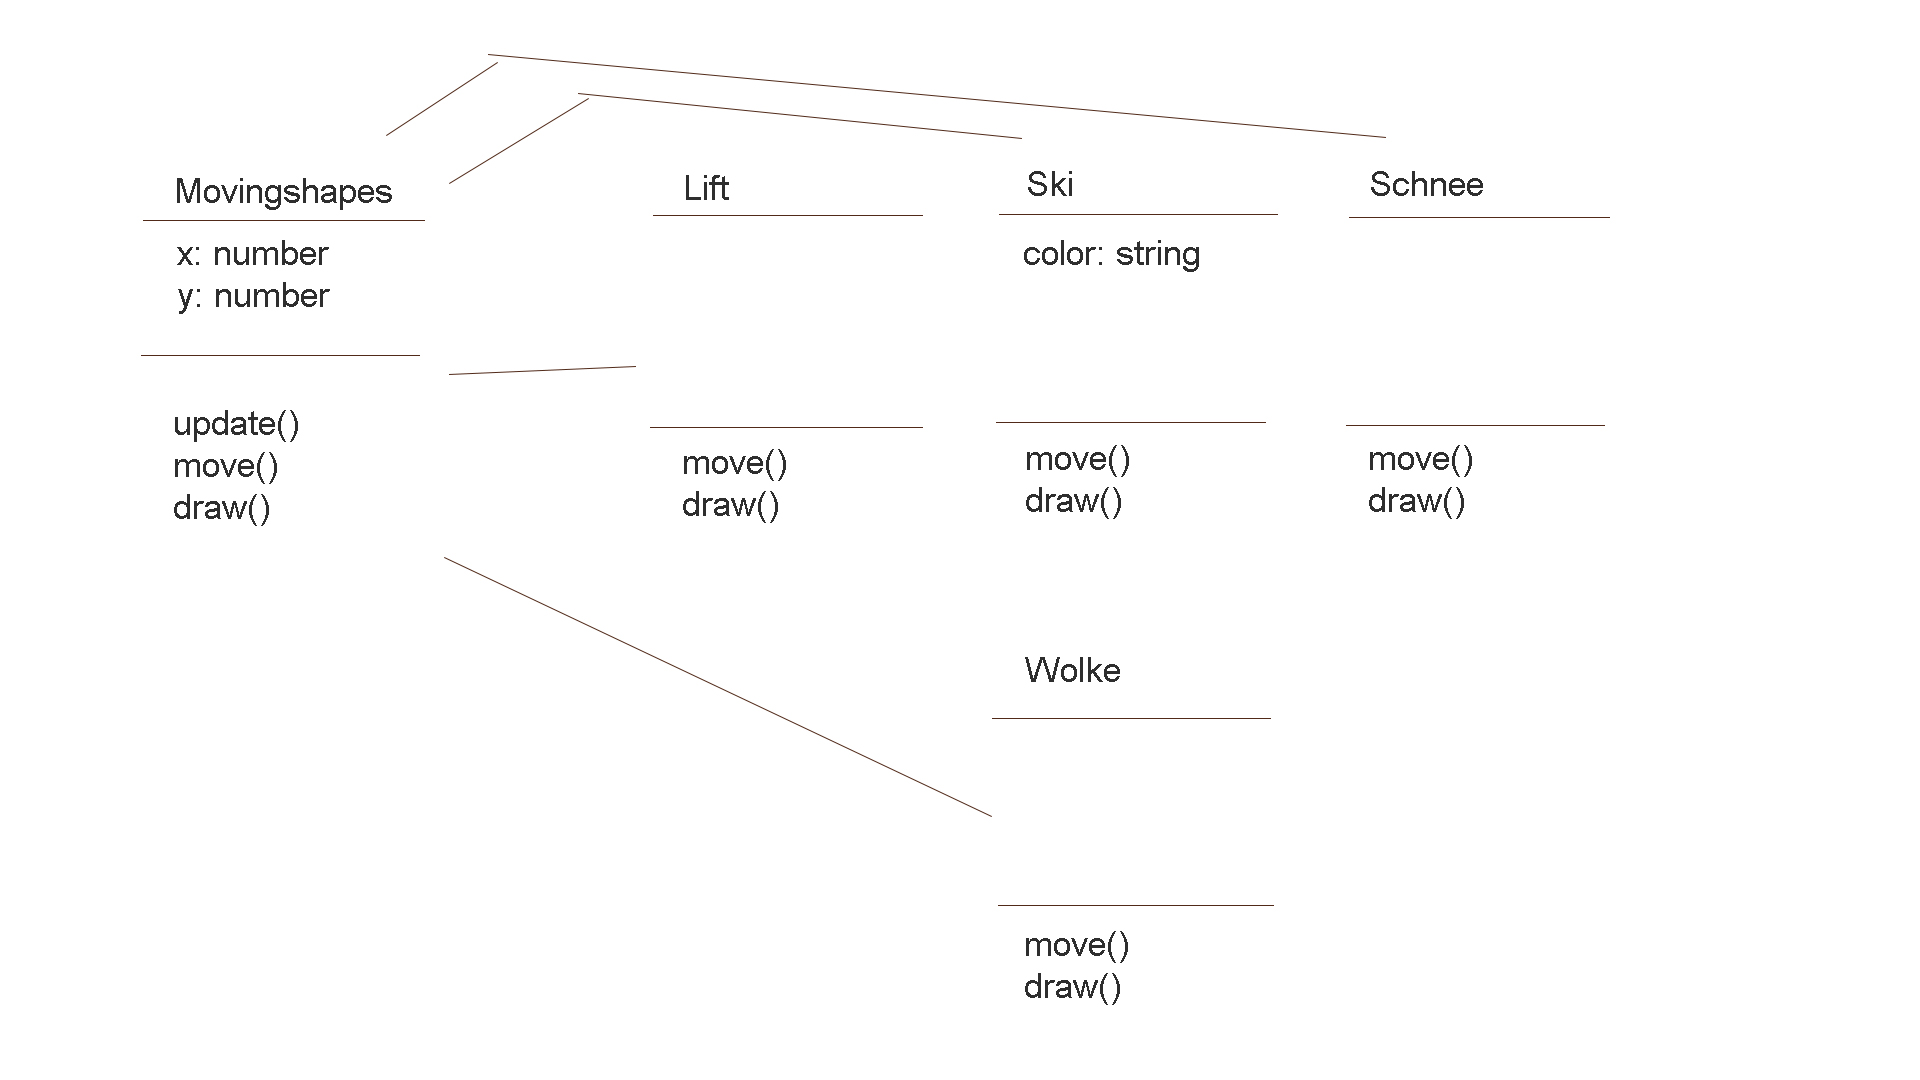 Movingshapes
x: number
y: number
update()
move()
draw()
Lift
move()
draw()
Ski
color: string
move()
draw()
Schnee
move()
draw()
Wolke
move()
draw()